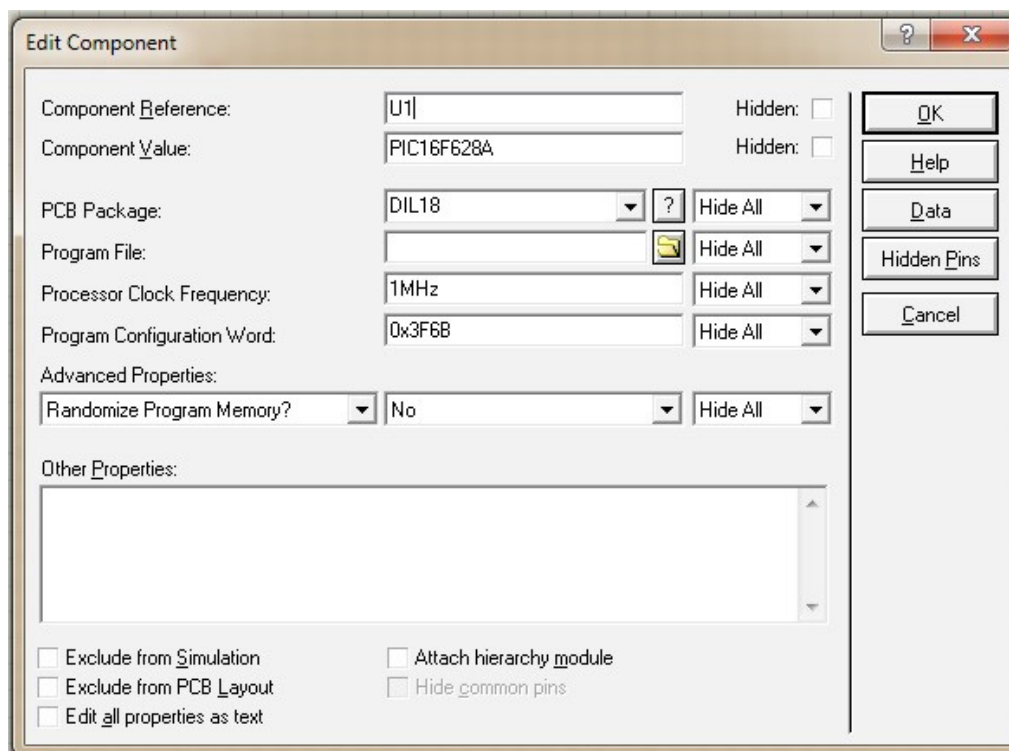 Edit Component
Component Reference: U1 Hidden:
Component Value: PIC16F628A Hidden:
PCB Package: DIL18 ? Hide All
Program File: Hide All
Processor Clock Frequency: 1MHz Hide All
Program Configuration Word: 0x3F6B Hide All
Advanced Properties:
Randomize Program Memory? No Hide All
Other Properties:
Exclude from Simulation Attach hierarchy module
Exclude from PCB Layout Hide common pins
Edit all properties as text
OK
Help
Data
Hidden Pins
Cancel